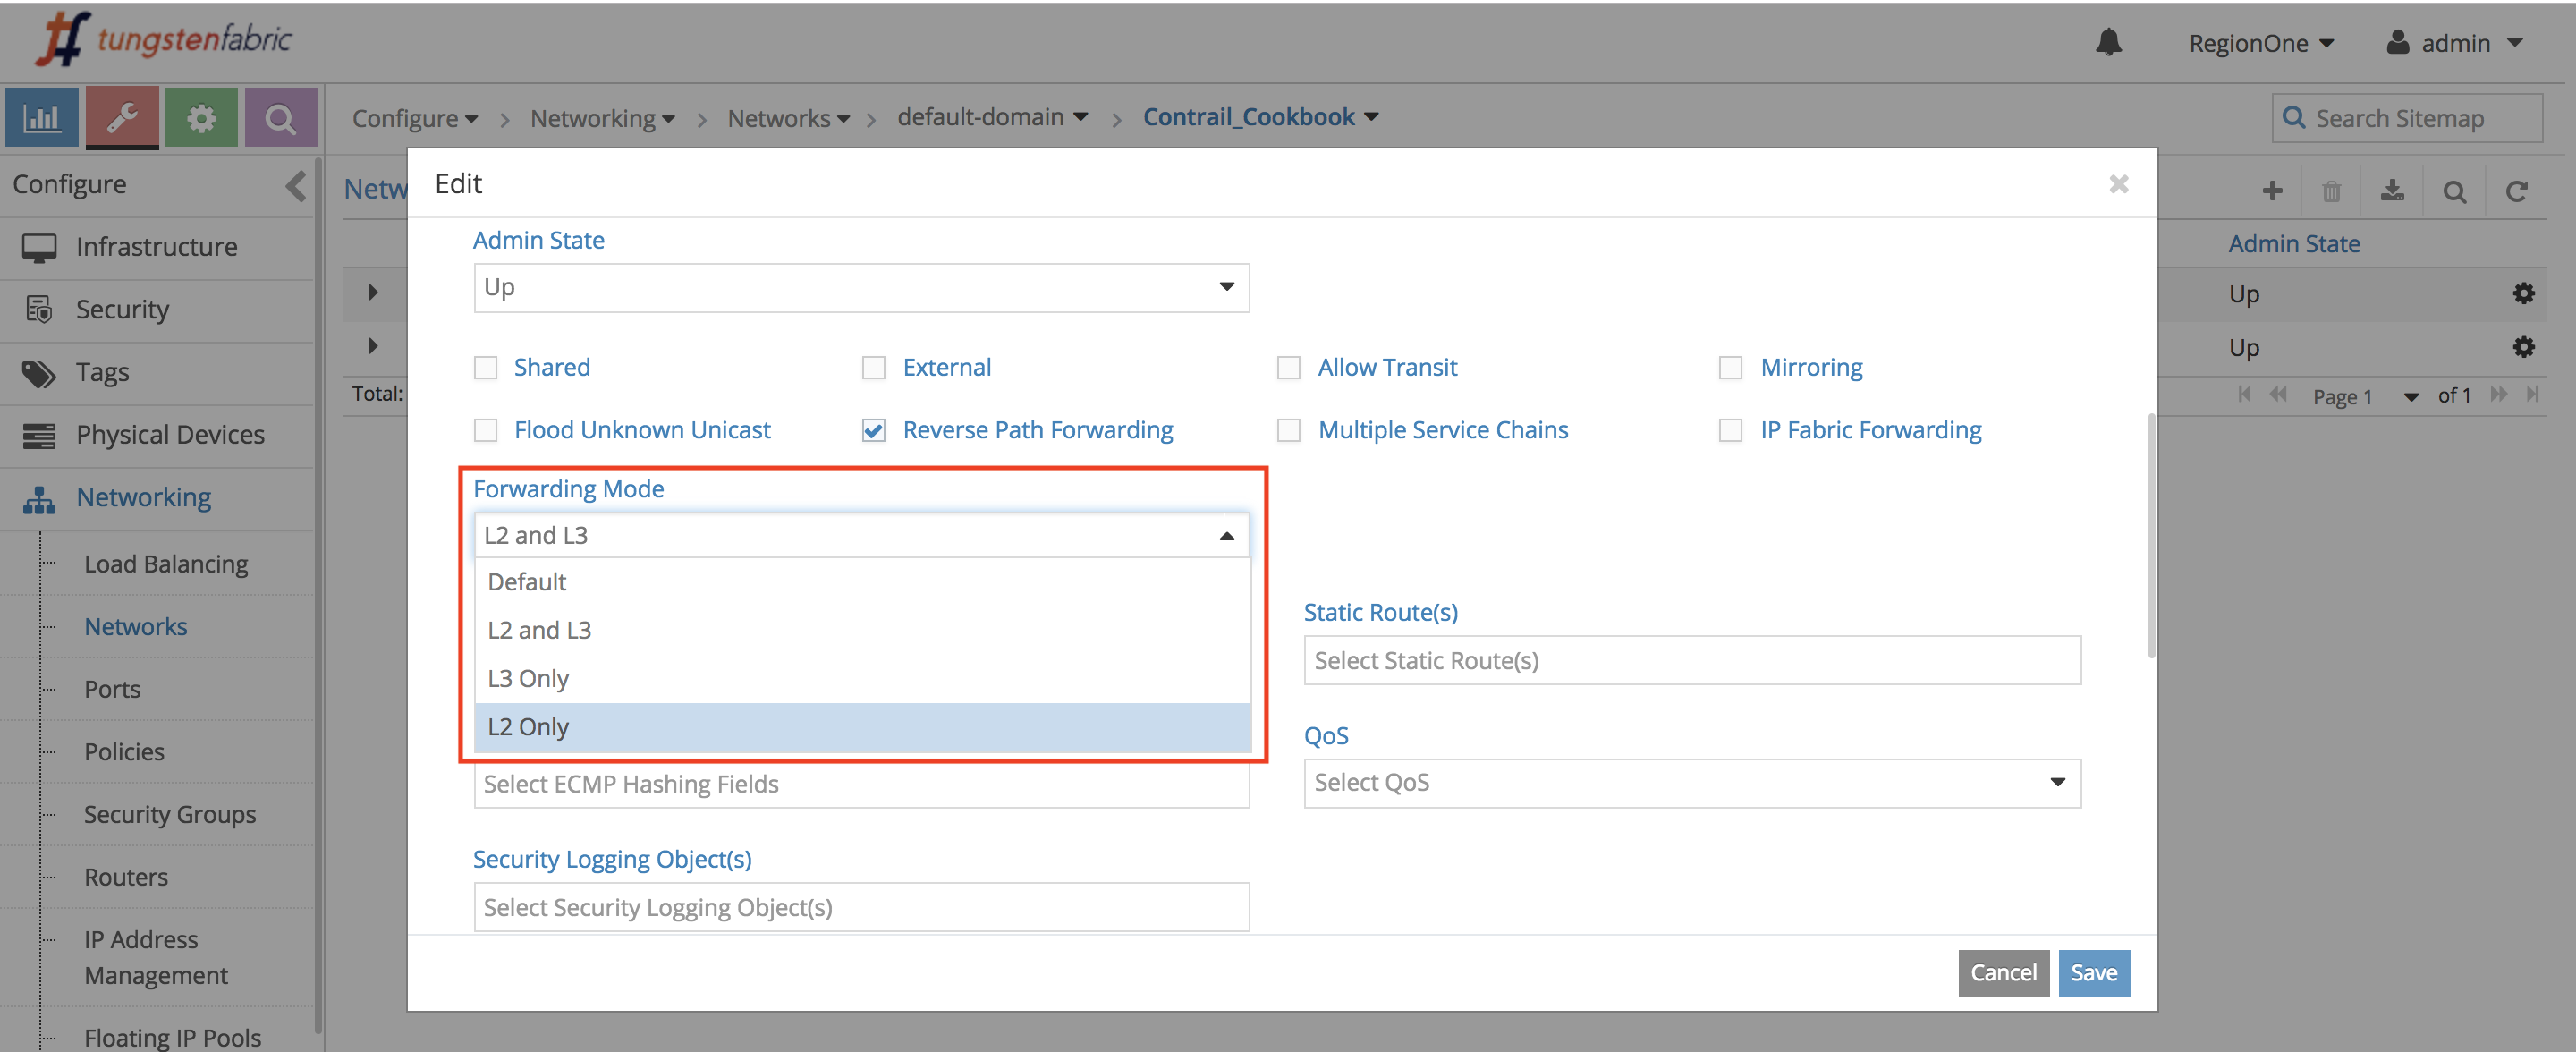 tungstenfabric
RegionOne
admin
Configure
Networking
Networks
default-domain
Contrail_Cookbook
Search Sitemap
Configure
Infrastructure
Security
Tags
Physical Devices
Networking
Load Balancing
Networks
Ports
Policies
Security Groups
Routers
IP Address
Management
Floating IP Pools
Netw
Total:
Edit
Admin State
Up
Shared
External
Allow Transit
Mirroring
Flood Unknown Unicast
Reverse Path Forwarding
Multiple Service Chains
IP Fabric Forwarding
Forwarding Mode
L2 and L3
Default
L2 and L3
L3 Only
L2 Only
Select ECMP Hashing Fields
Static Route(s)
Select Static Route(s)
QoS
Select QoS
Security Logging Object(s)
Select Security Logging Object(s)
Cancel
Save
Admin State
Up
Up
Page 1
of 1